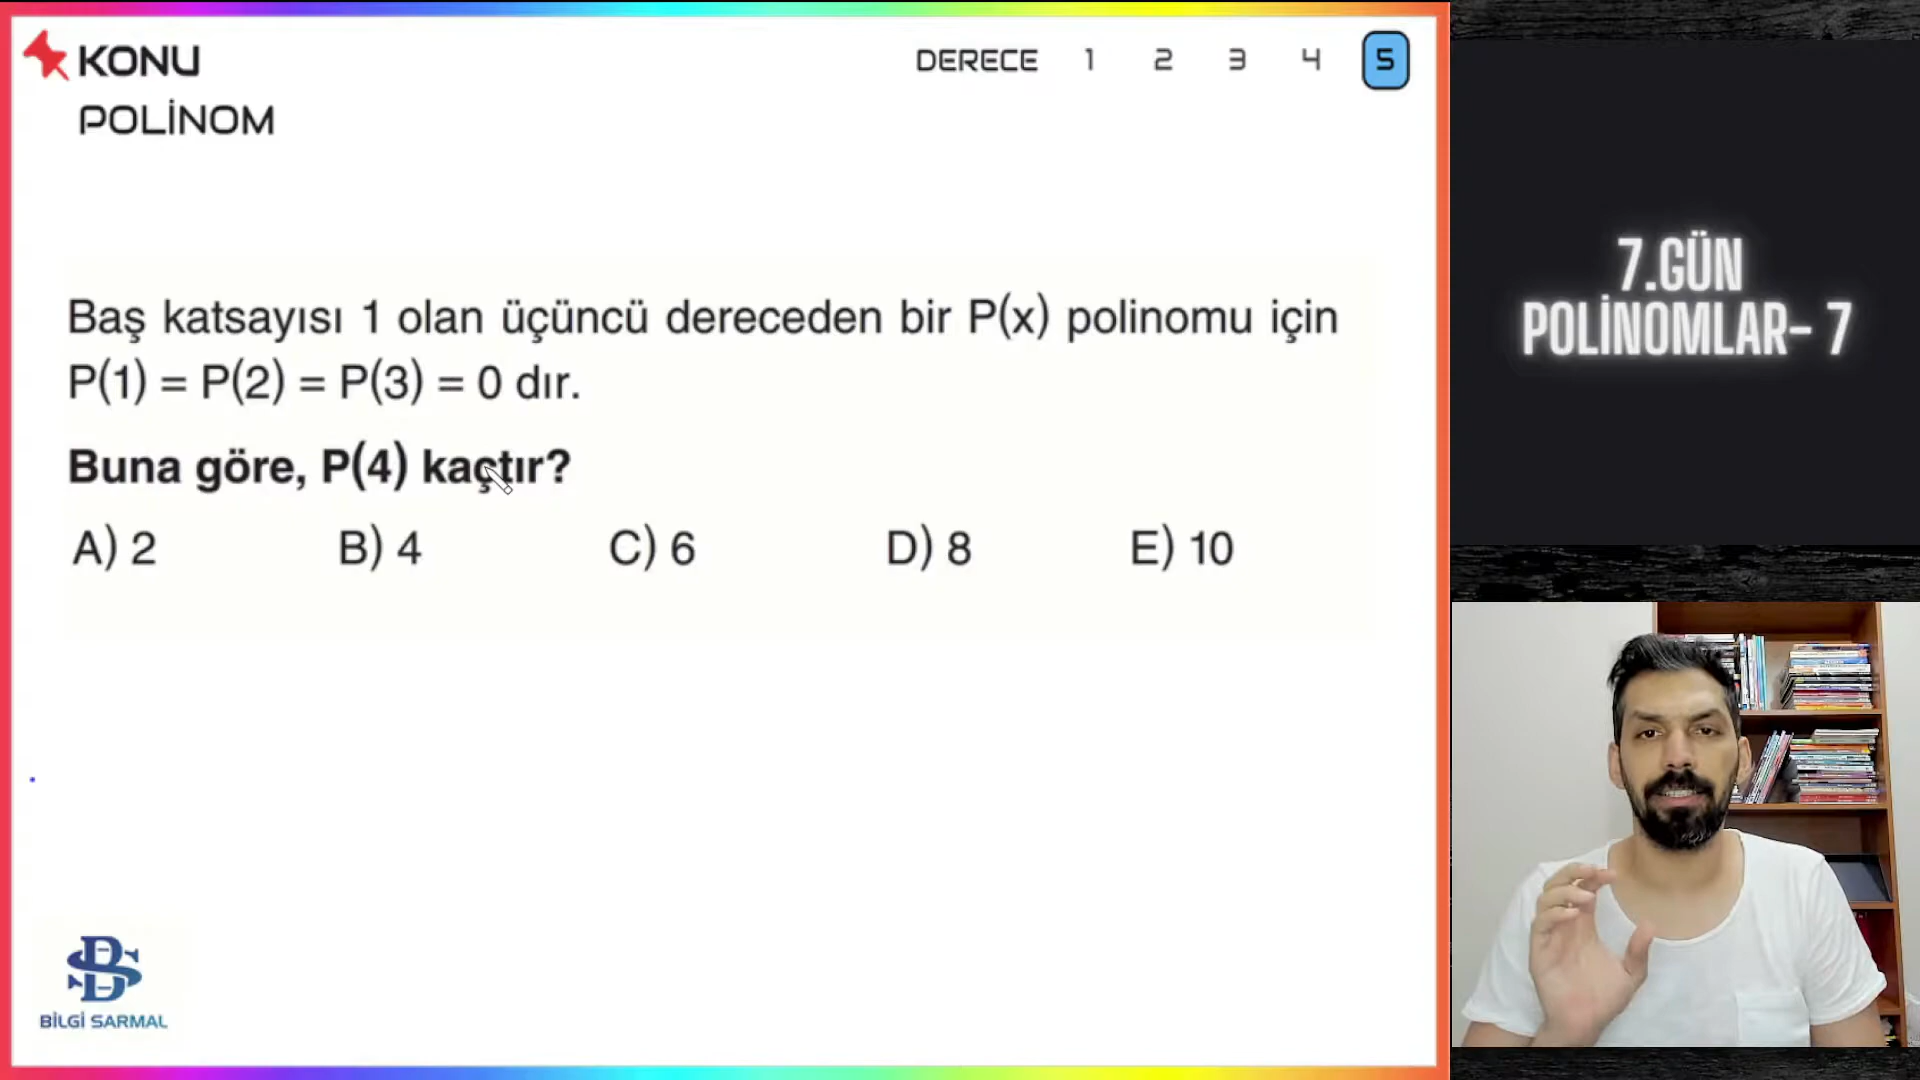 KONU
DERECE 1 2 3 4 5
POLİNOM
Baş katsayısı 1 olan üçüncü dereceden bir P(x) polinomu için
P(1) = P(2) = P(3) = 0 dır.
Buna göre, P(4) kaçtır?
A) 2 B) 4 C) 6 D) 8 E) 10
BİLGİ SARMAL
7.GÜN
POLİNOMLAR- 7